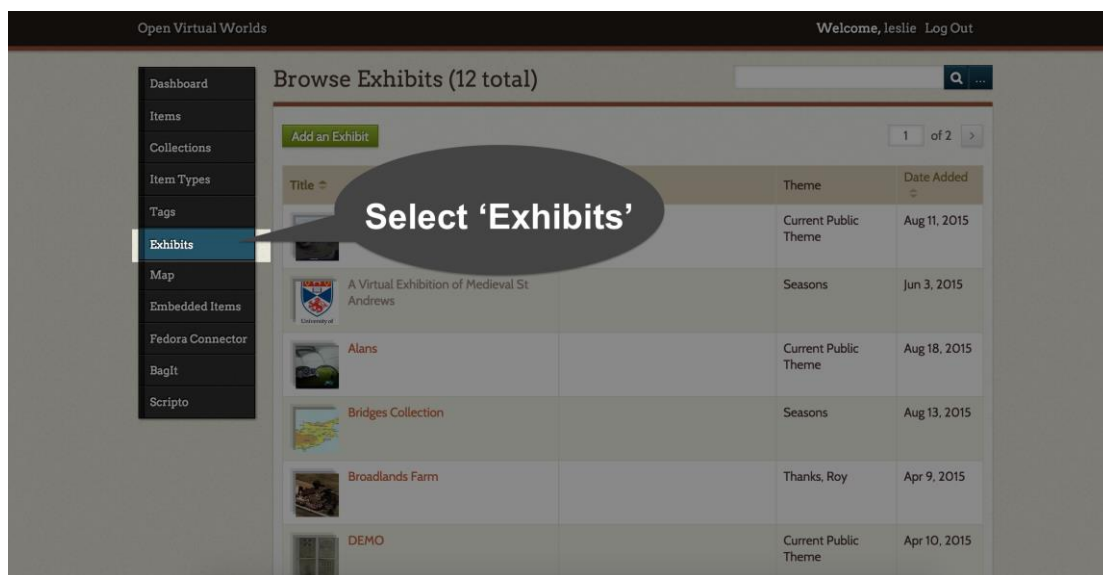 Open Virtual Worlds
Welcome, leslie Log Out
Dashboard
Items
Collections
Item Types
Tags
Exhibits
Map
Embedded Items
Fedora Connector
BagIt
Scripto
Browse Exhibits (12 total)
...
Add an Exhibit
1 of 2 >
Title
Theme
Date Added
Select ‘Exhibits’
Current Public
Theme
Aug 11, 2015
University of
A Virtual Exhibition of Medieval St
Andrews
Seasons
Jun 3, 2015
Alans
Current Public
Theme
Aug 18, 2015
Bridges Collection
Seasons
Aug 13, 2015
Broadlands Farm
Thanks, Roy
Apr 9, 2015
DEMO
Current Public
Theme
Apr 10, 2015